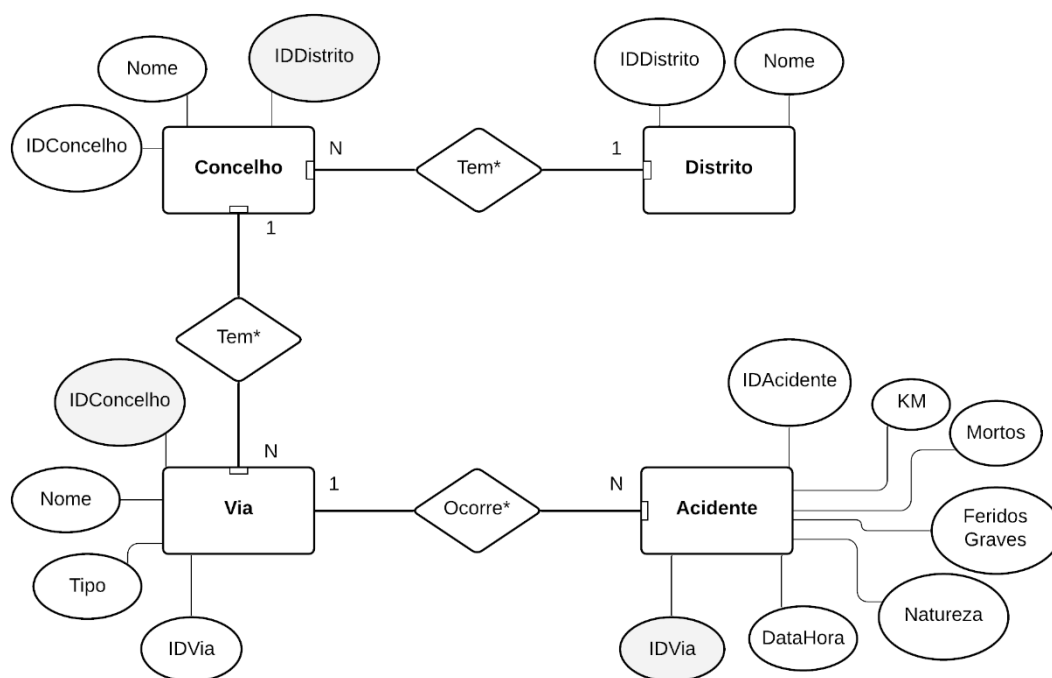 IDDistrito
Nome
IDConcelho
Concelho
N
Tem*
1
IDDistrito
Nome
Distrito
1
Tem*
N
IDConcelho
Nome
Tipo
IDVia
Via
1
Ocorre*
N
IDAcidente
KM
Mortos
Feridos
Graves
Natureza
DataHora
IDVia
Acidente